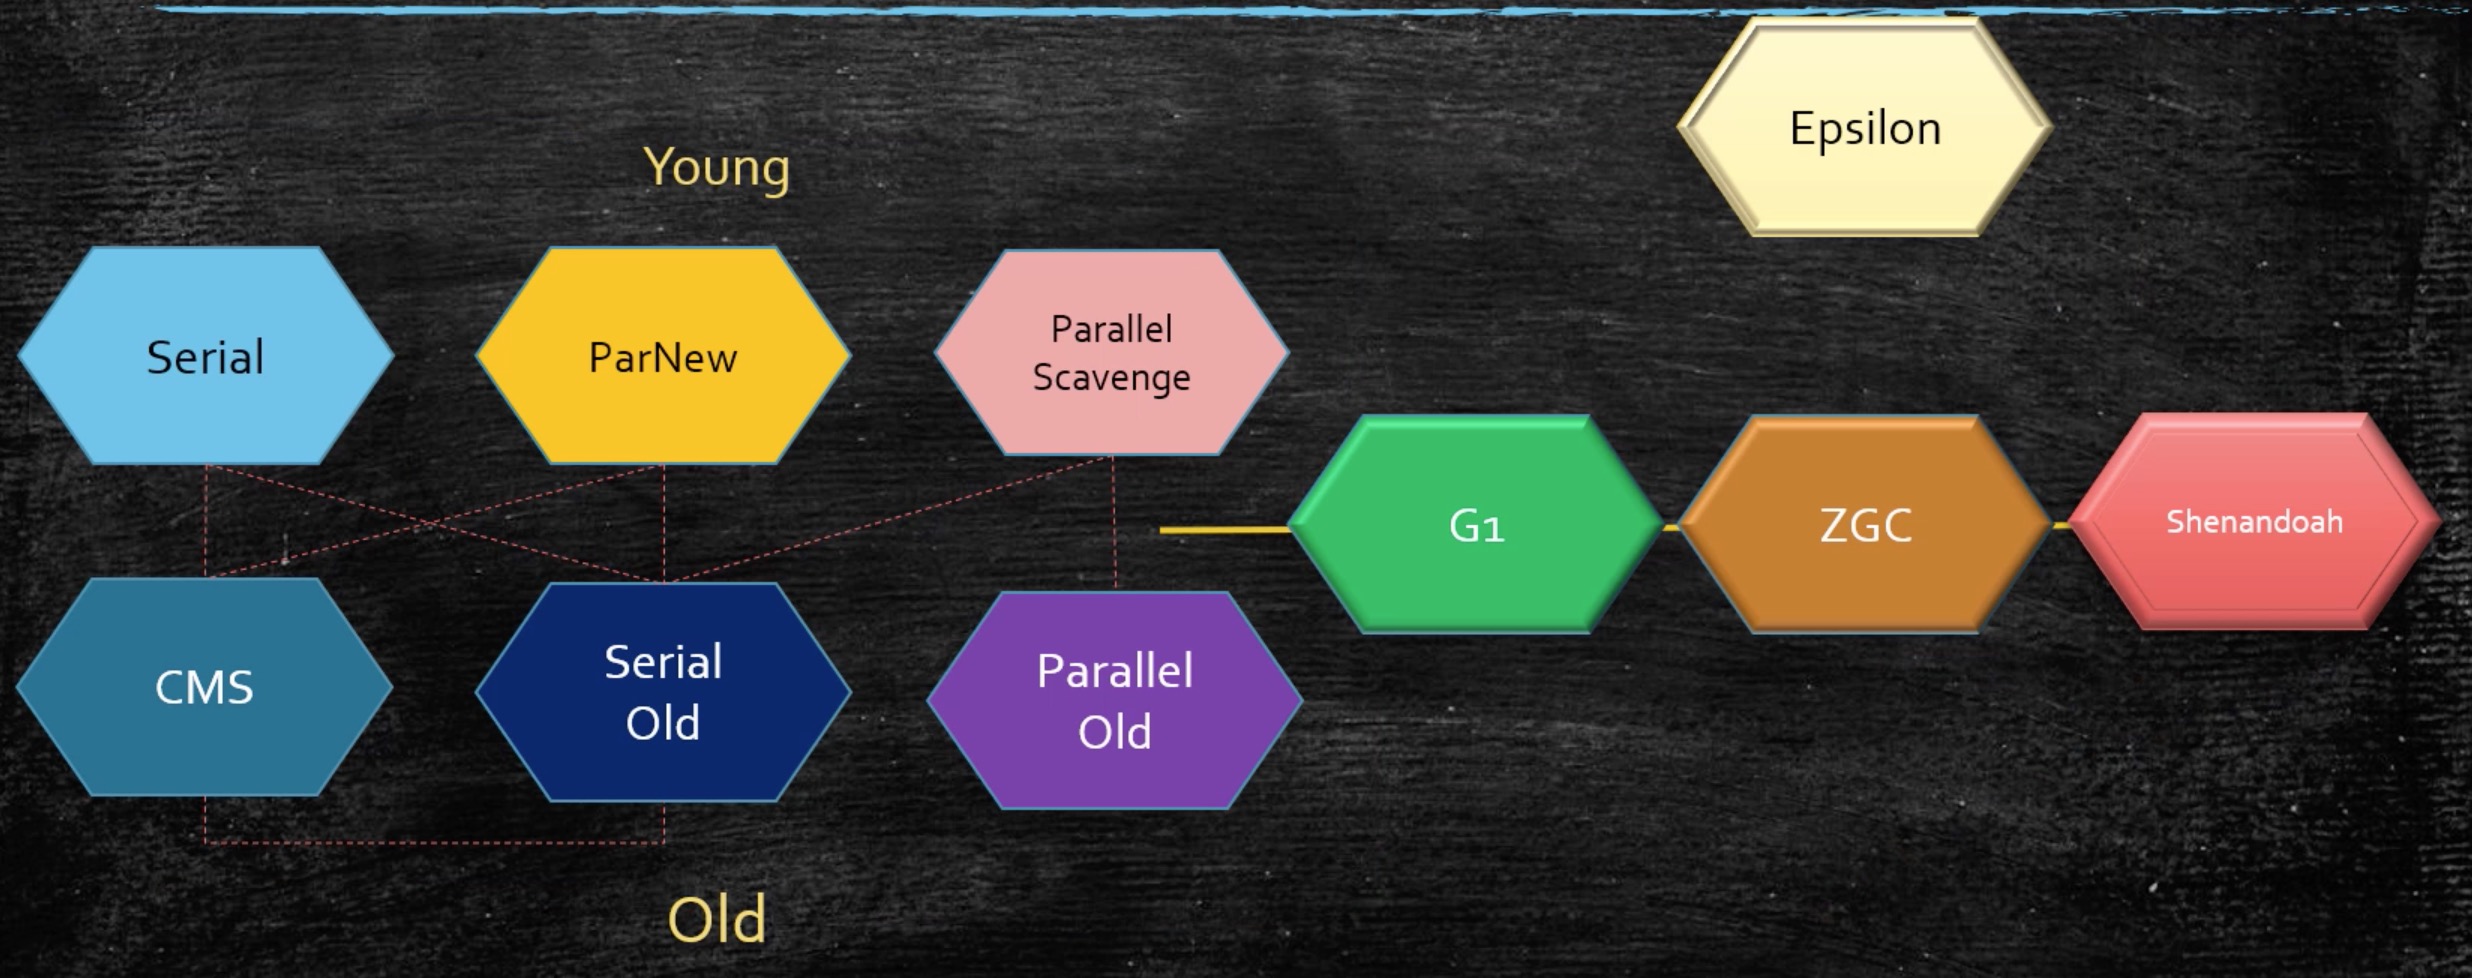 Epsilon
Young
Serial
ParNew
Parallel
Scavenge
G1
ZGC
Shenandoah
CMS
Serial
Old
Parallel
Old
Old